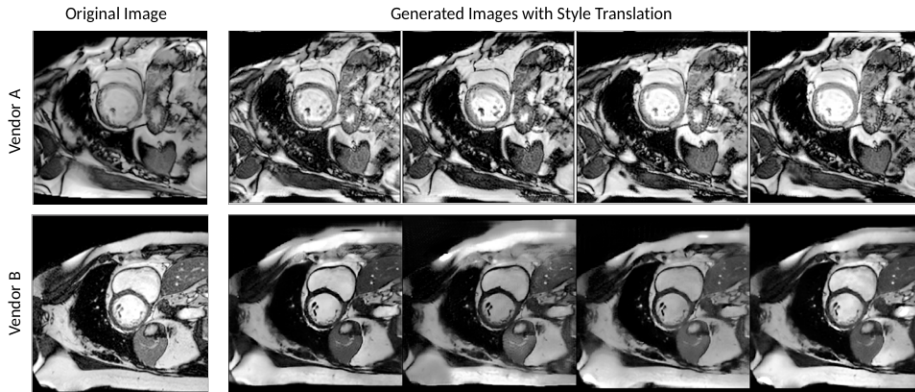 Original Image
Generated Images with Style Translation
Vendor A
Vendor B